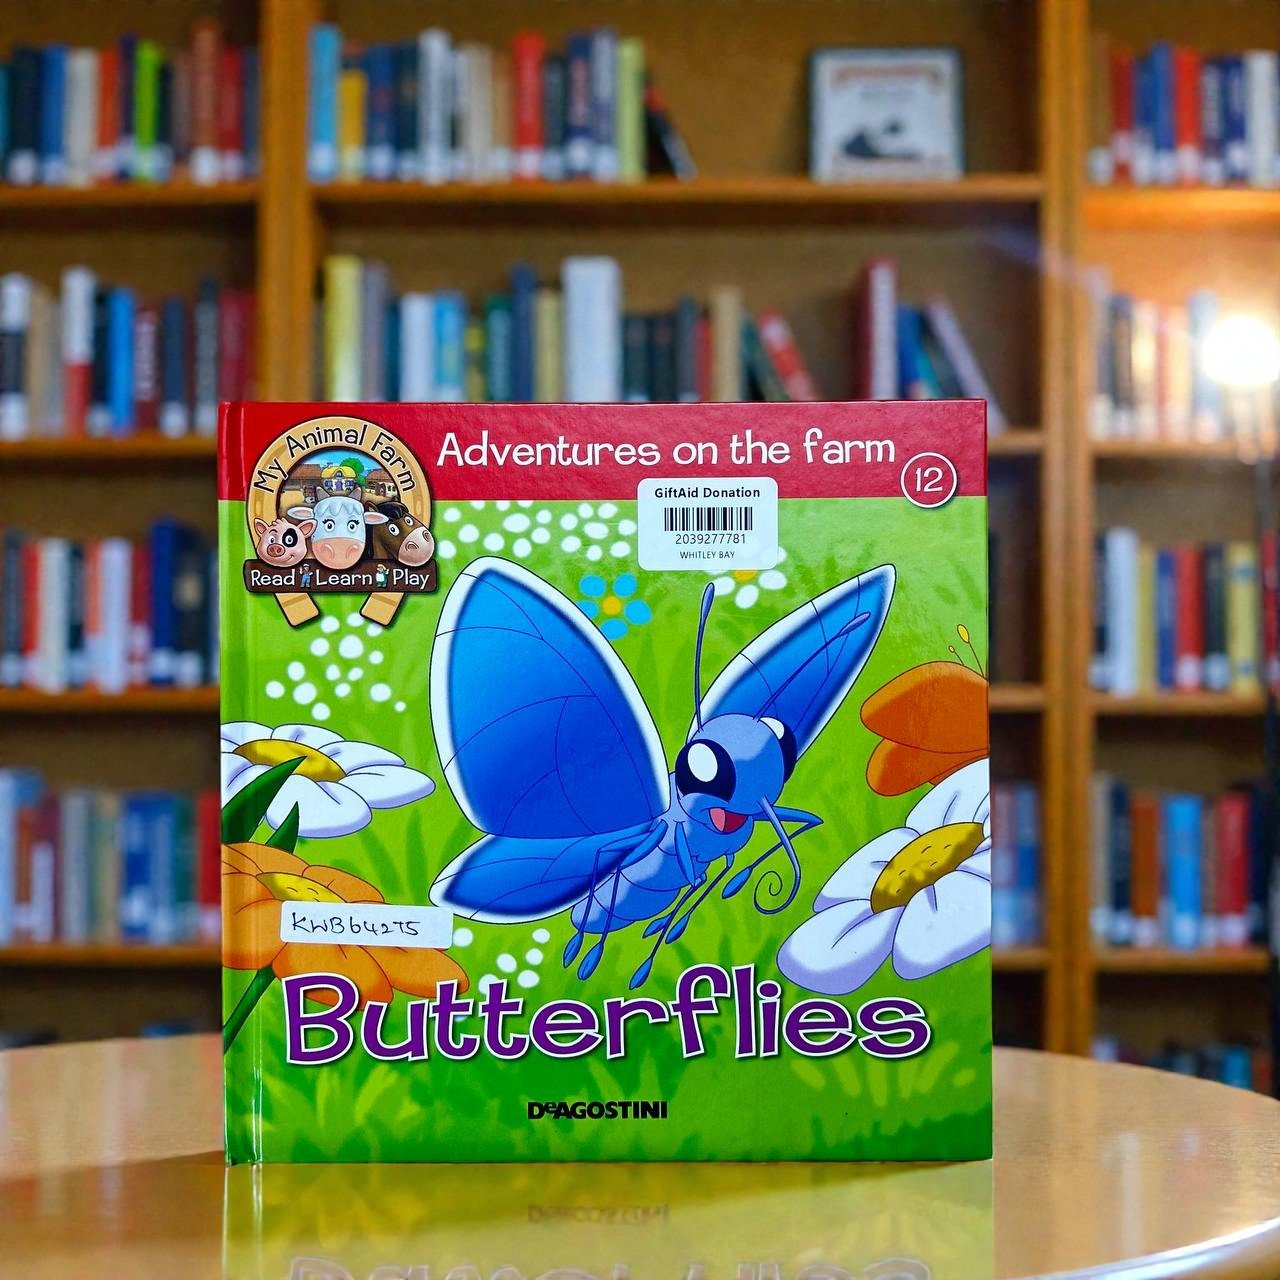 My Animal Farm
Read Learn Play
Adventures on the farm
12
GiftAid Donation
2039277781
WHITLEY BAY
KWB64275
Butterflies
DeAGOSTINI